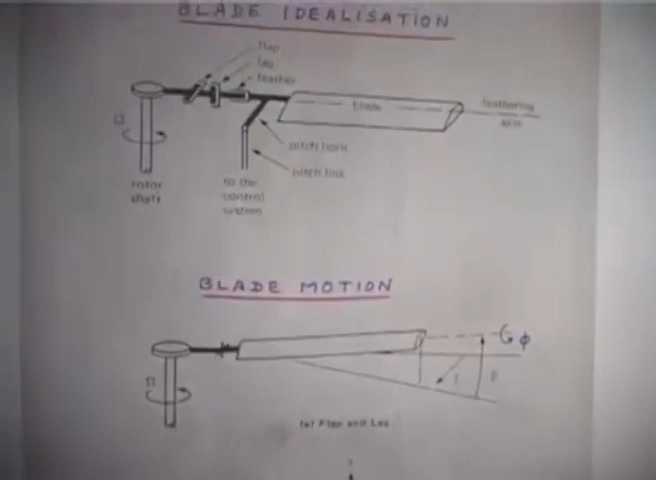 BLADE IDEALISATION
flap
lag
feather
blade
feathering
axis
Ω
pitch horn
pitch link
rotor
shaft
to the
control
system
BLADE MOTION
φ
Ω
(a) Flap and Lag